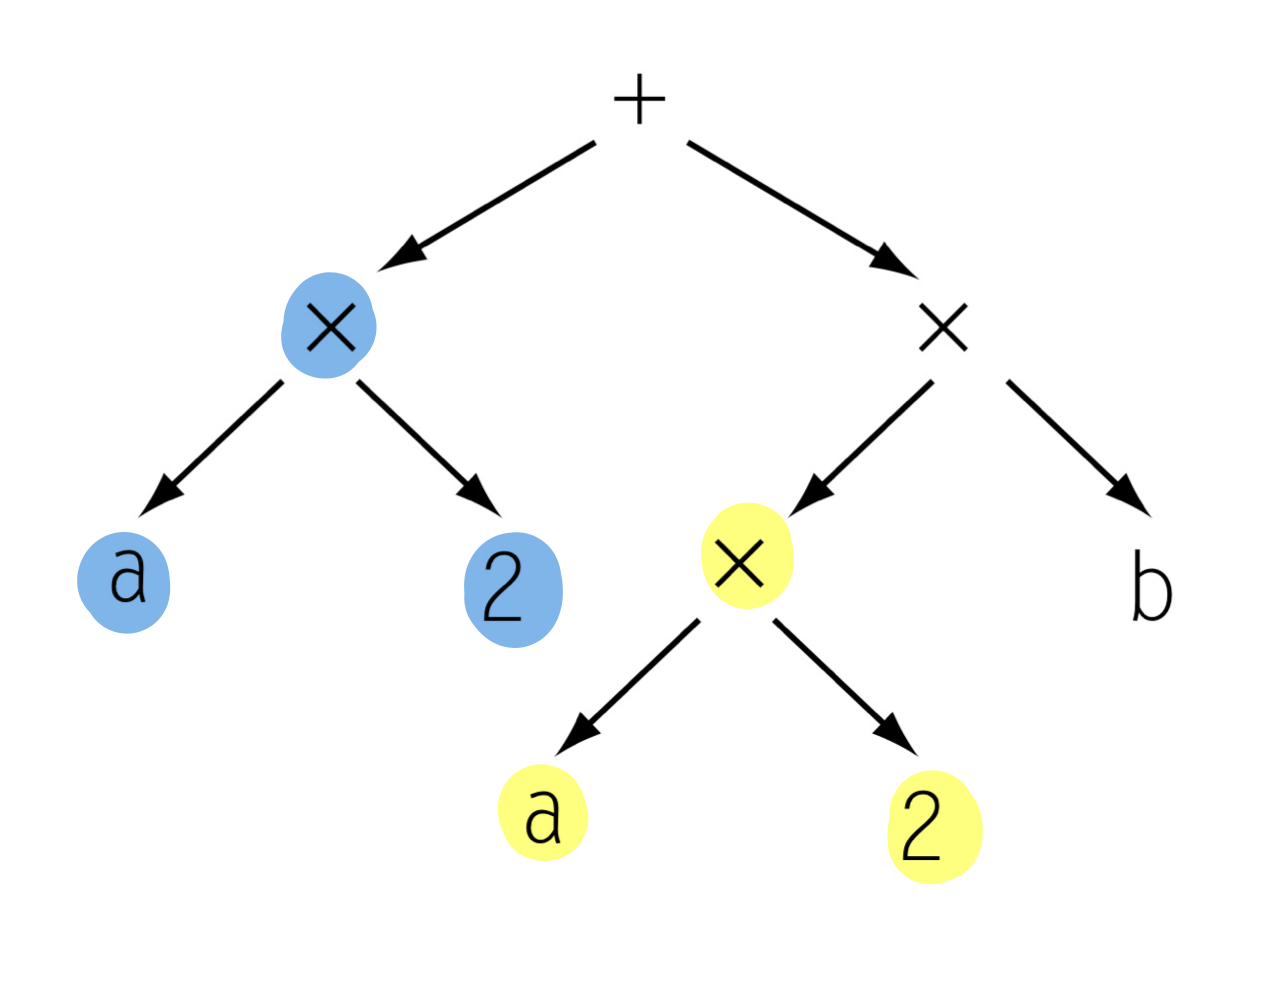 +
× ×
a 2 × b
a 2